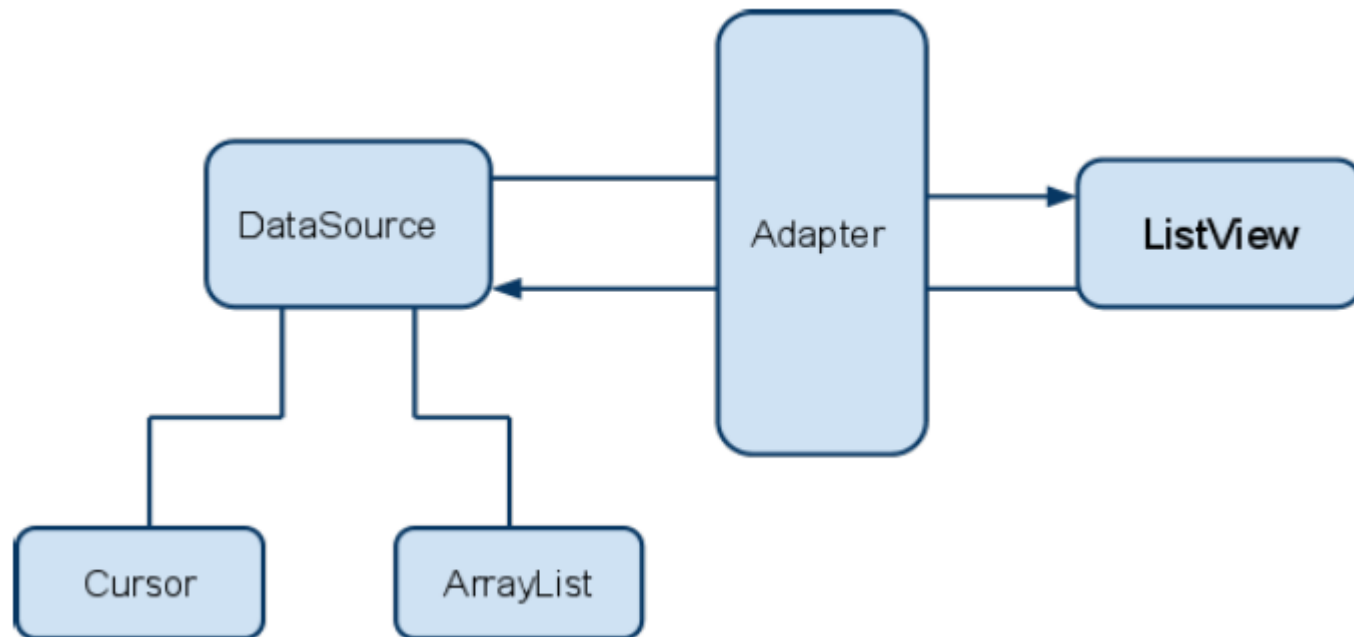 DataSource
Adapter
ListView
Cursor
ArrayList